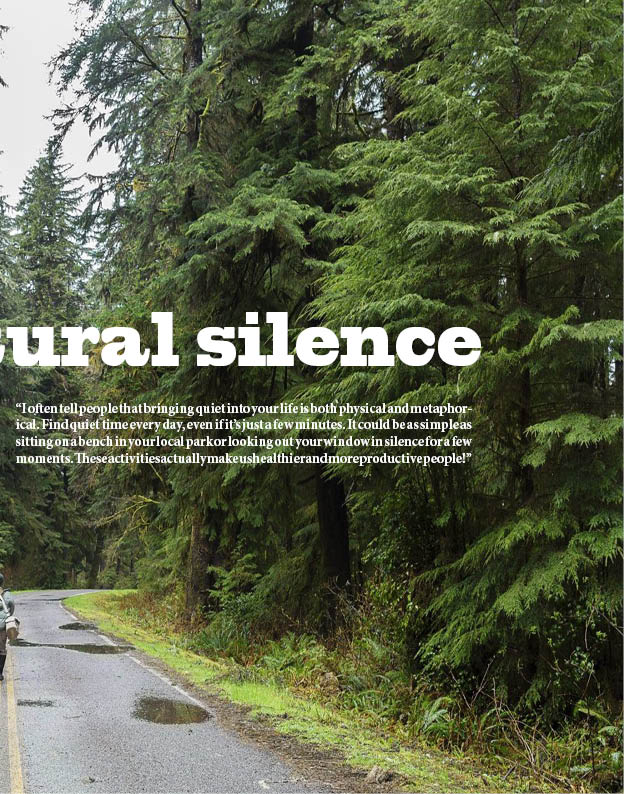 tural silence
“I often tell people that bringing quiet into your life is both physical and metaphor-
ical. Find quiet time every day, even if it’s just a few minutes. It could be as simple as
sitting on a bench in your local park or looking out your window in silence for a few
moments. These activities actually make us healthier and more productive people!”